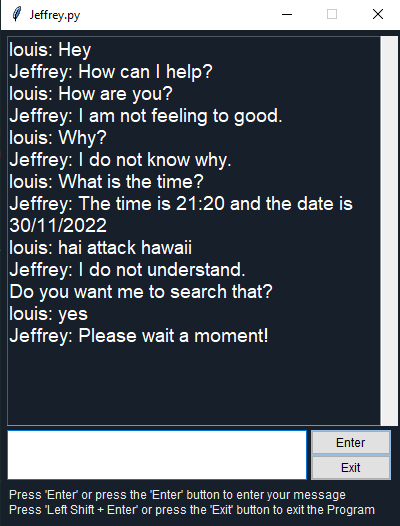 Jeffrey.py
louis: Hey
Jeffrey: How can I help?
louis: How are you?
Jeffrey: I am not feeling to good.
louis: Why?
Jeffrey: I do not know why.
louis: What is the time?
Jeffrey: The time is 21:20 and the date is
30/11/2022
louis: hai attack hawaii
Jeffrey: I do not understand.
Do you want me to search that?
louis: yes
Jeffrey: Please wait a moment!
Enter
Exit
Press 'Enter' or press the 'Enter' button to enter your message
Press 'Left Shift + Enter' or press the 'Exit' button to exit the Program